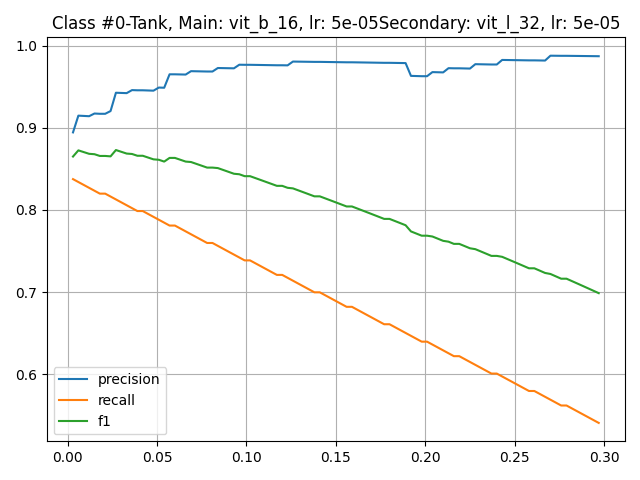 Class #0-Tank, Main: vit_b_16, lr: 5e-05Secondary: vit_l_32, lr: 5e-05
1.0
0.9
0.8
0.7
0.6
precision
recall
f1
0.00 0.05 0.10 0.15 0.20 0.25 0.30